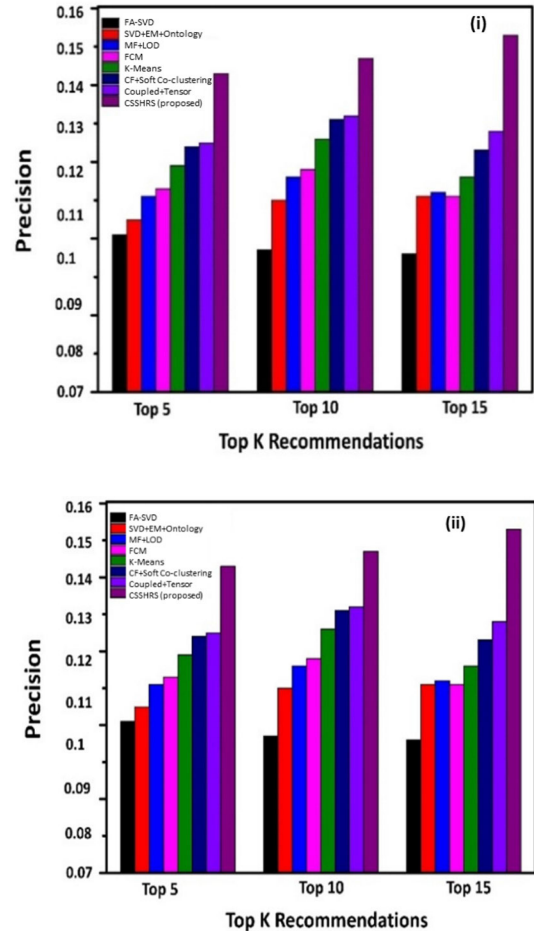 (i)
FA-SVD
SVD+EM+Ontology
MF+LOD
FCM
K-Means
CF+Soft Co-clustering
Coupled+Tensor
CSSHRS (proposed)
0.16
0.15
0.14
0.13
0.12
0.11
0.1
0.09
0.08
0.07
Precision
Top 5 Top 10 Top 15
Top K Recommendations
(ii)
FA-SVD
SVD+EM+Ontology
MF+LOD
FCM
K-Means
CF+Soft Co-clustering
Coupled+Tensor
CSSHRS (proposed)
0.16
0.15
0.14
0.13
0.12
0.11
0.1
0.09
0.08
0.07
Precision
Top 5 Top 10 Top 15
Top K Recommendations